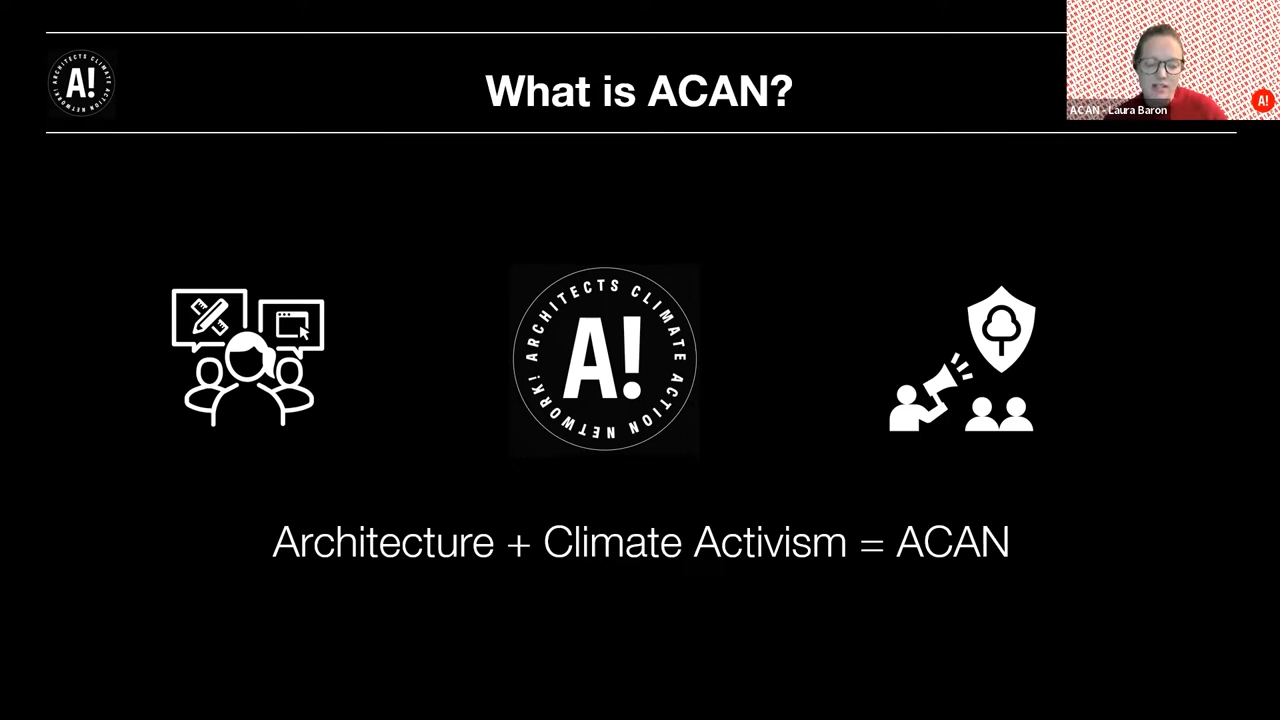 ARCHITECTS CLIMATE ACTION NETWORK!
A!
What is ACAN?
ACAN - Laura Baron
A!
ARCHITECTS CLIMATE ACTION NETWORK!
A!
Architecture + Climate Activism = ACAN